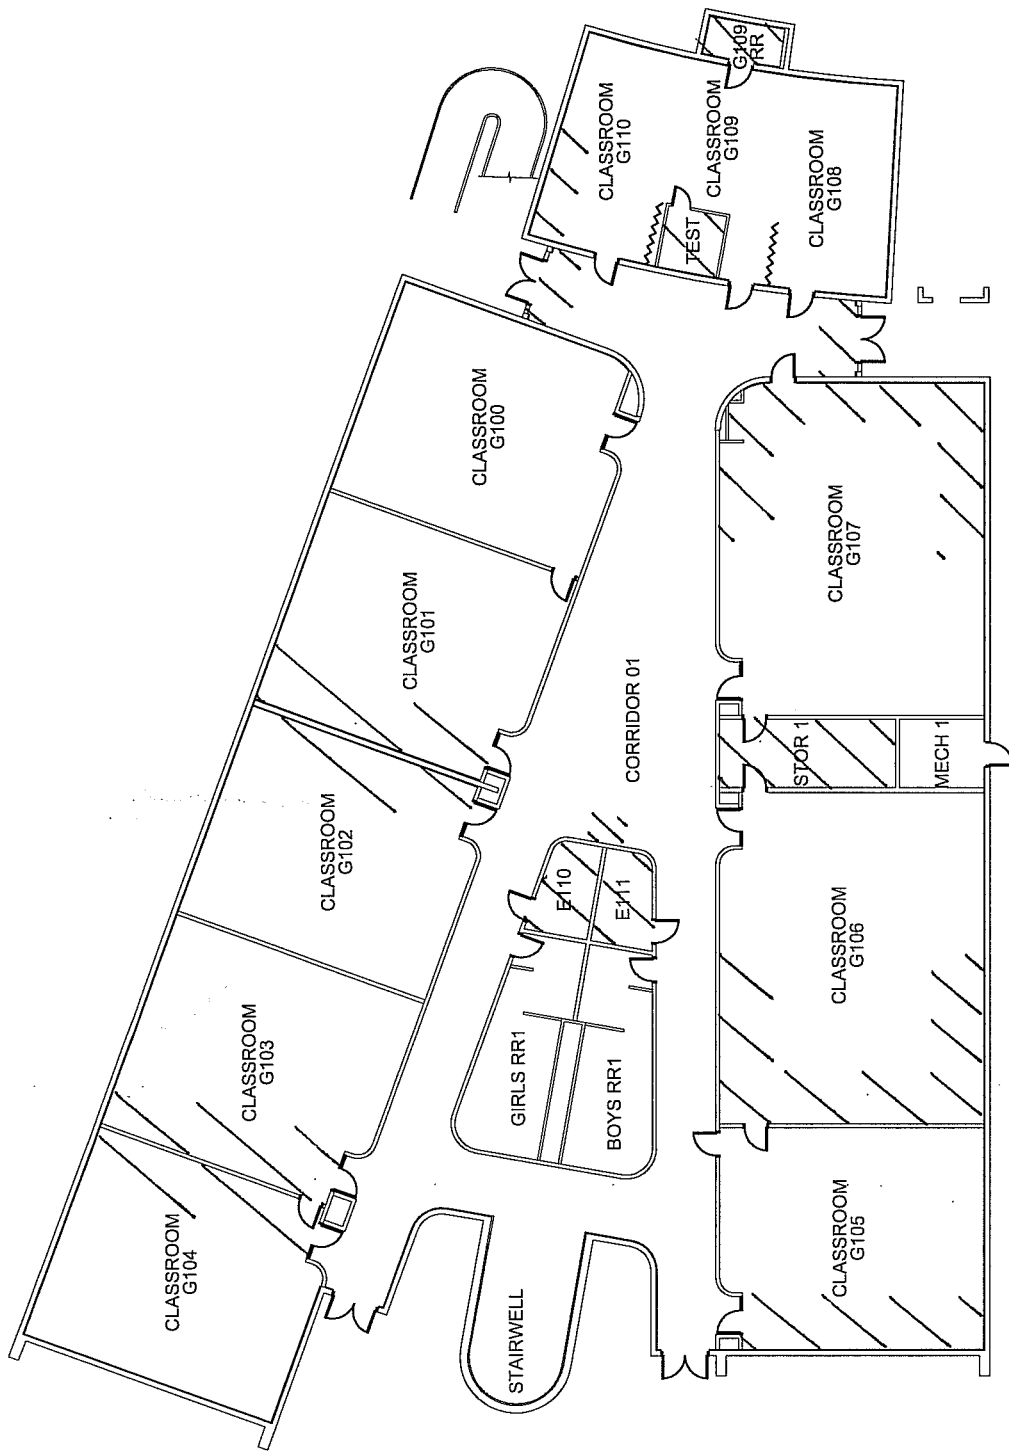 CLASSROOM
G110
CLASSROOM
G109
G109
RR
TEST
CLASSROOM
G108
CLASSROOM
G100
CLASSROOM
G101
CLASSROOM
G107
CORRIDOR 01
STOR 1
MECH 1
CLASSROOM
G102
E110
E111
CLASSROOM
G106
CLASSROOM
G103
GIRLS RR1
BOYS RR1
CLASSROOM
G104
CLASSROOM
G105
STAIRWELL